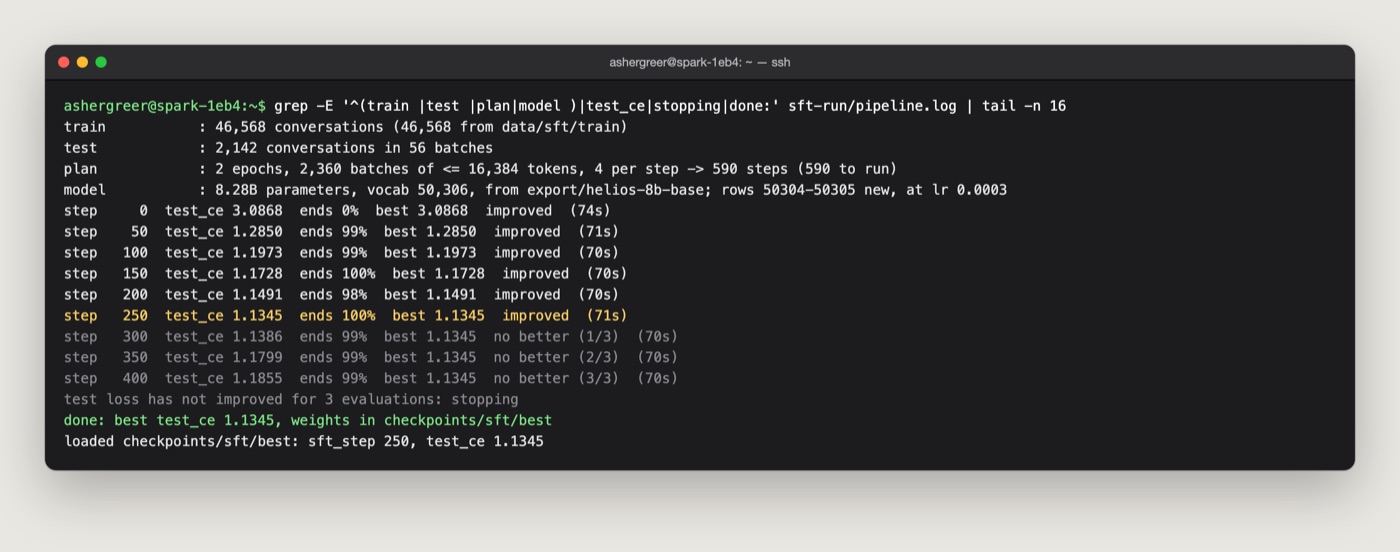 ashergreer@spark-1eb4: ~ — ssh
ashergreer@spark-1eb4:~$ grep -E '^(train |test |plan|model )|test_ce|stopping|done:' sft-run/pipeline.log | tail -n 16
train           : 46,568 conversations (46,568 from data/sft/train)
test            : 2,142 conversations in 56 batches
plan            : 2 epochs, 2,360 batches of <= 16,384 tokens, 4 per step -> 590 steps (590 to run)
model           : 8.28B parameters, vocab 50,306, from export/helios-8b-base; rows 50304-50305 new, at lr 0.0003
step     0  test_ce 3.0868  ends 0%  best 3.0868  improved  (74s)
step    50  test_ce 1.2850  ends 99%  best 1.2850  improved  (71s)
step   100  test_ce 1.1973  ends 99%  best 1.1973  improved  (70s)
step   150  test_ce 1.1728  ends 100%  best 1.1728  improved  (70s)
step   200  test_ce 1.1491  ends 98%  best 1.1491  improved  (70s)
step   250  test_ce 1.1345  ends 100%  best 1.1345  improved  (71s)
step   300  test_ce 1.1386  ends 99%  best 1.1345  no better (1/3)  (70s)
step   350  test_ce 1.1799  ends 99%  best 1.1345  no better (2/3)  (70s)
step   400  test_ce 1.1855  ends 99%  best 1.1345  no better (3/3)  (70s)
test loss has not improved for 3 evaluations: stopping
done: best test_ce 1.1345, weights in checkpoints/sft/best
loaded checkpoints/sft/best: sft_step 250, test_ce 1.1345